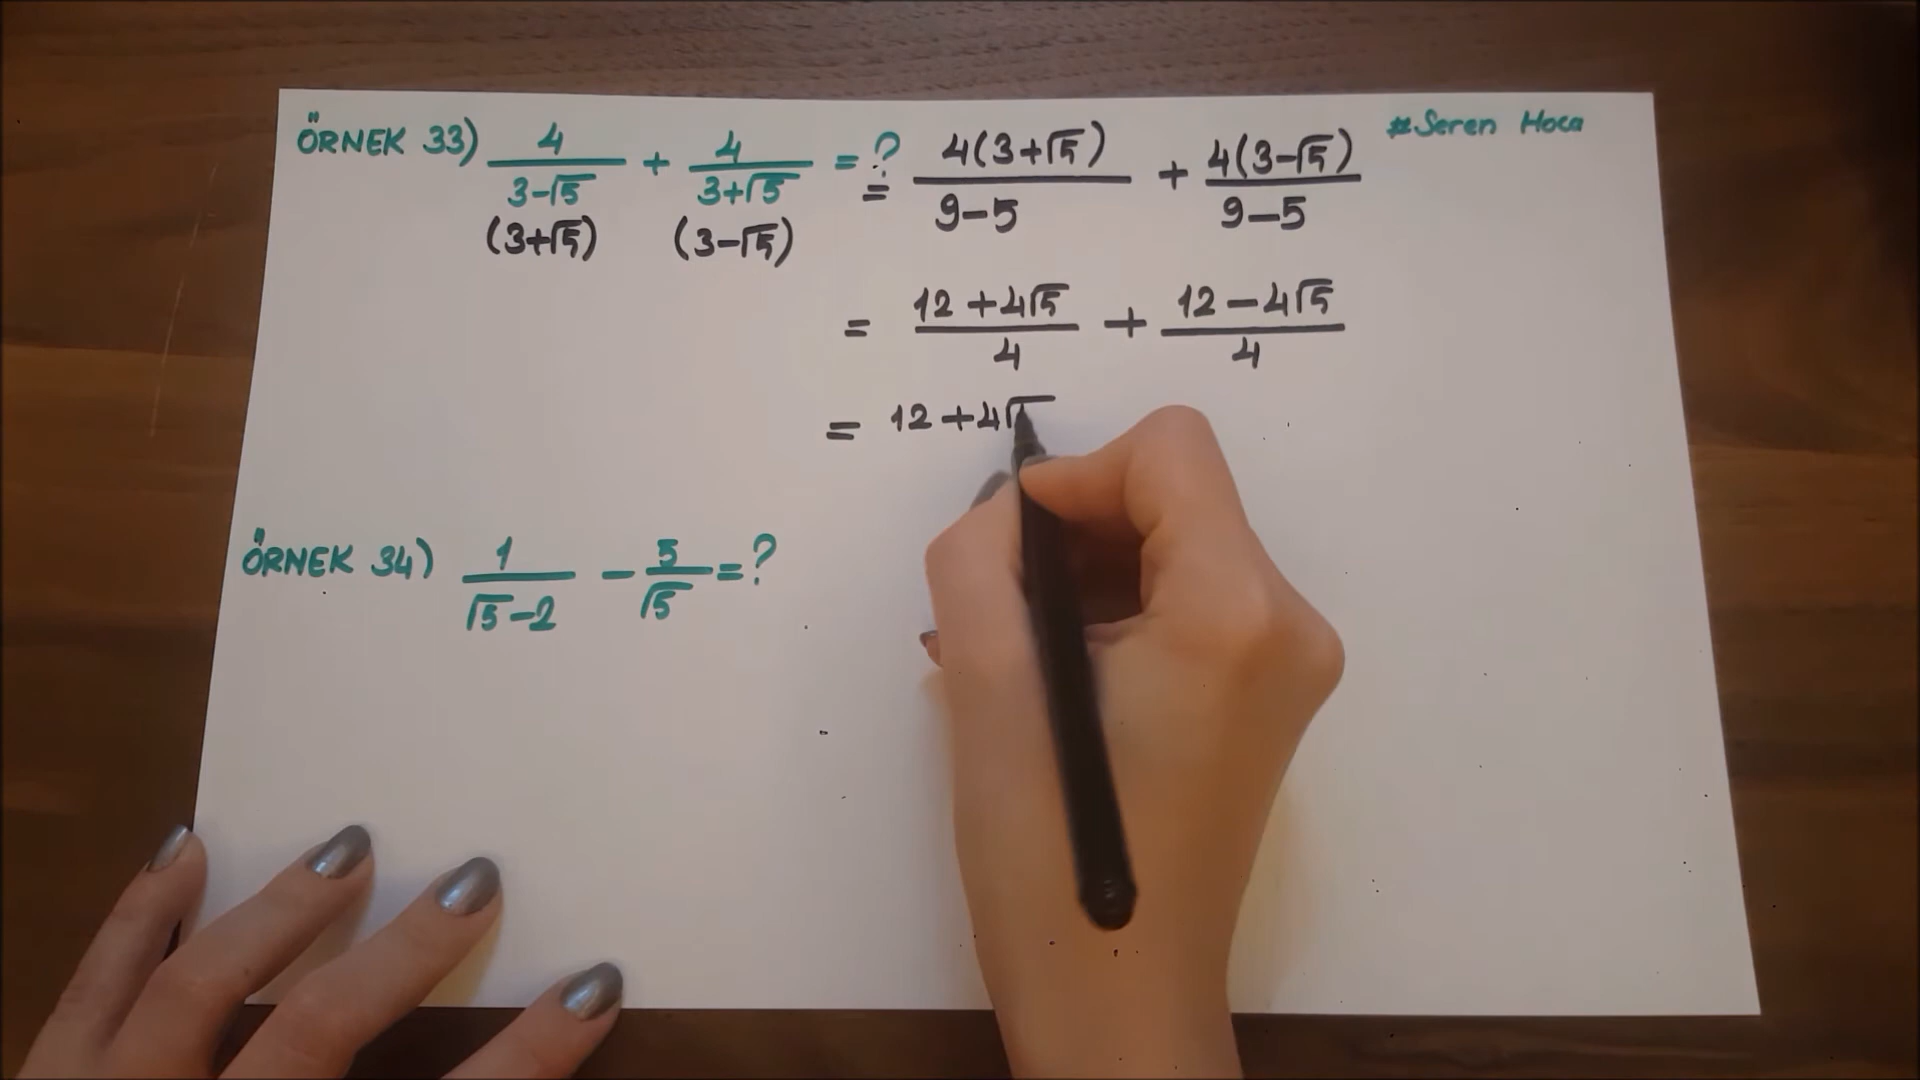 ÖRNEK 33) 4/(3-√5) + 4/(3+√5) = ? = 4(3+√5)/(9-5) + 4(3-√5)/(9-5)
(3+√5) (3-√5)
= (12+4√5)/4 + (12-4√5)/4
= 12+4√
ÖRNEK 34) 1/(√5-2) - 5/√5 = ?
#Seren Hoca